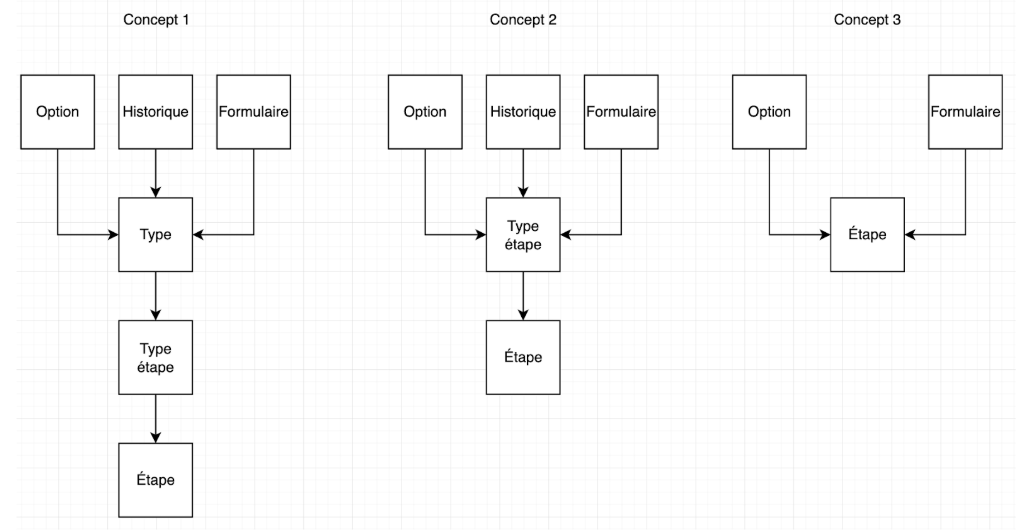 Concept 1
Concept 2
Concept 3
Option
Historique
Formulaire
Option
Historique
Formulaire
Option
Formulaire
Type
Type
étape
Étape
Type
étape
Étape
Étape